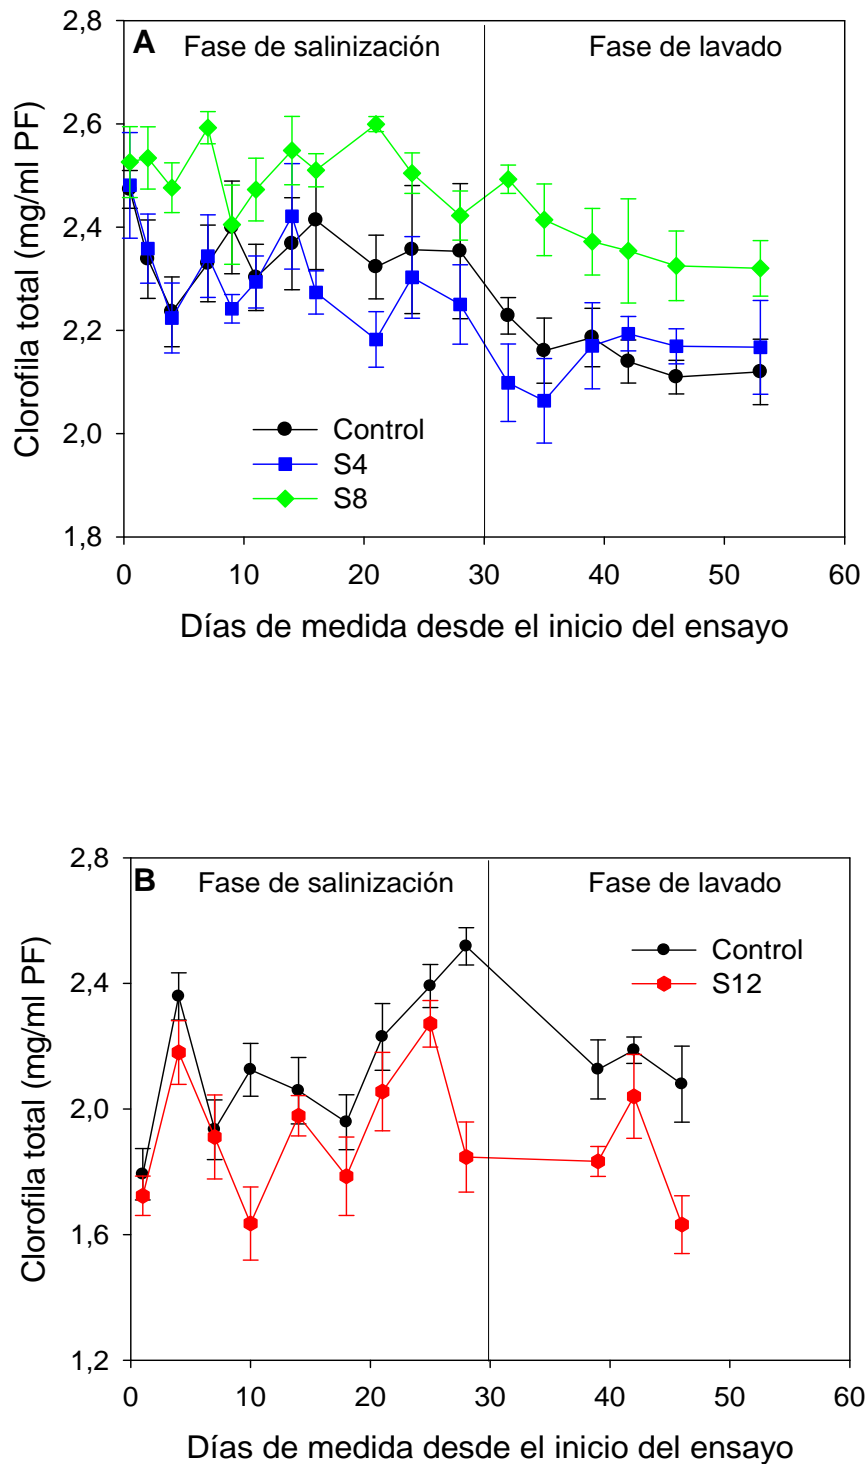 A
Fase de salinización
Fase de lavado
Clorofila total (mg/ml PF)
2,8
2,6
2,4
2,2
2,0
1,8
Control
S4
S8
0 10 20 30 40 50 60
Días de medida desde el inicio del ensayo
B
Fase de salinización
Fase de lavado
Clorofila total (mg/ml PF)
2,8
2,4
2,0
1,6
1,2
Control
S12
0 10 20 30 40 50 60
Días de medida desde el inicio del ensayo